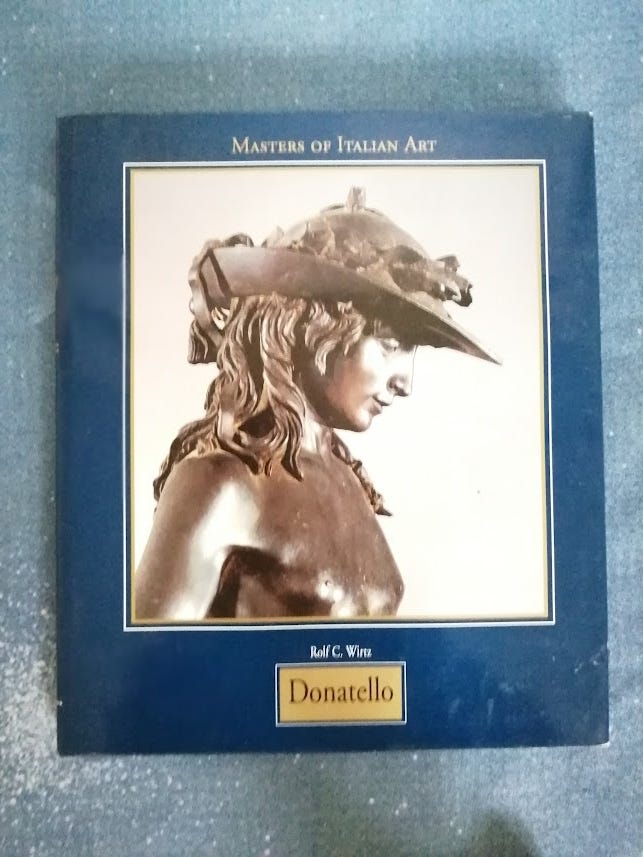 MASTERS OF ITALIAN ART
Rolf C. Wirtz
Donatello